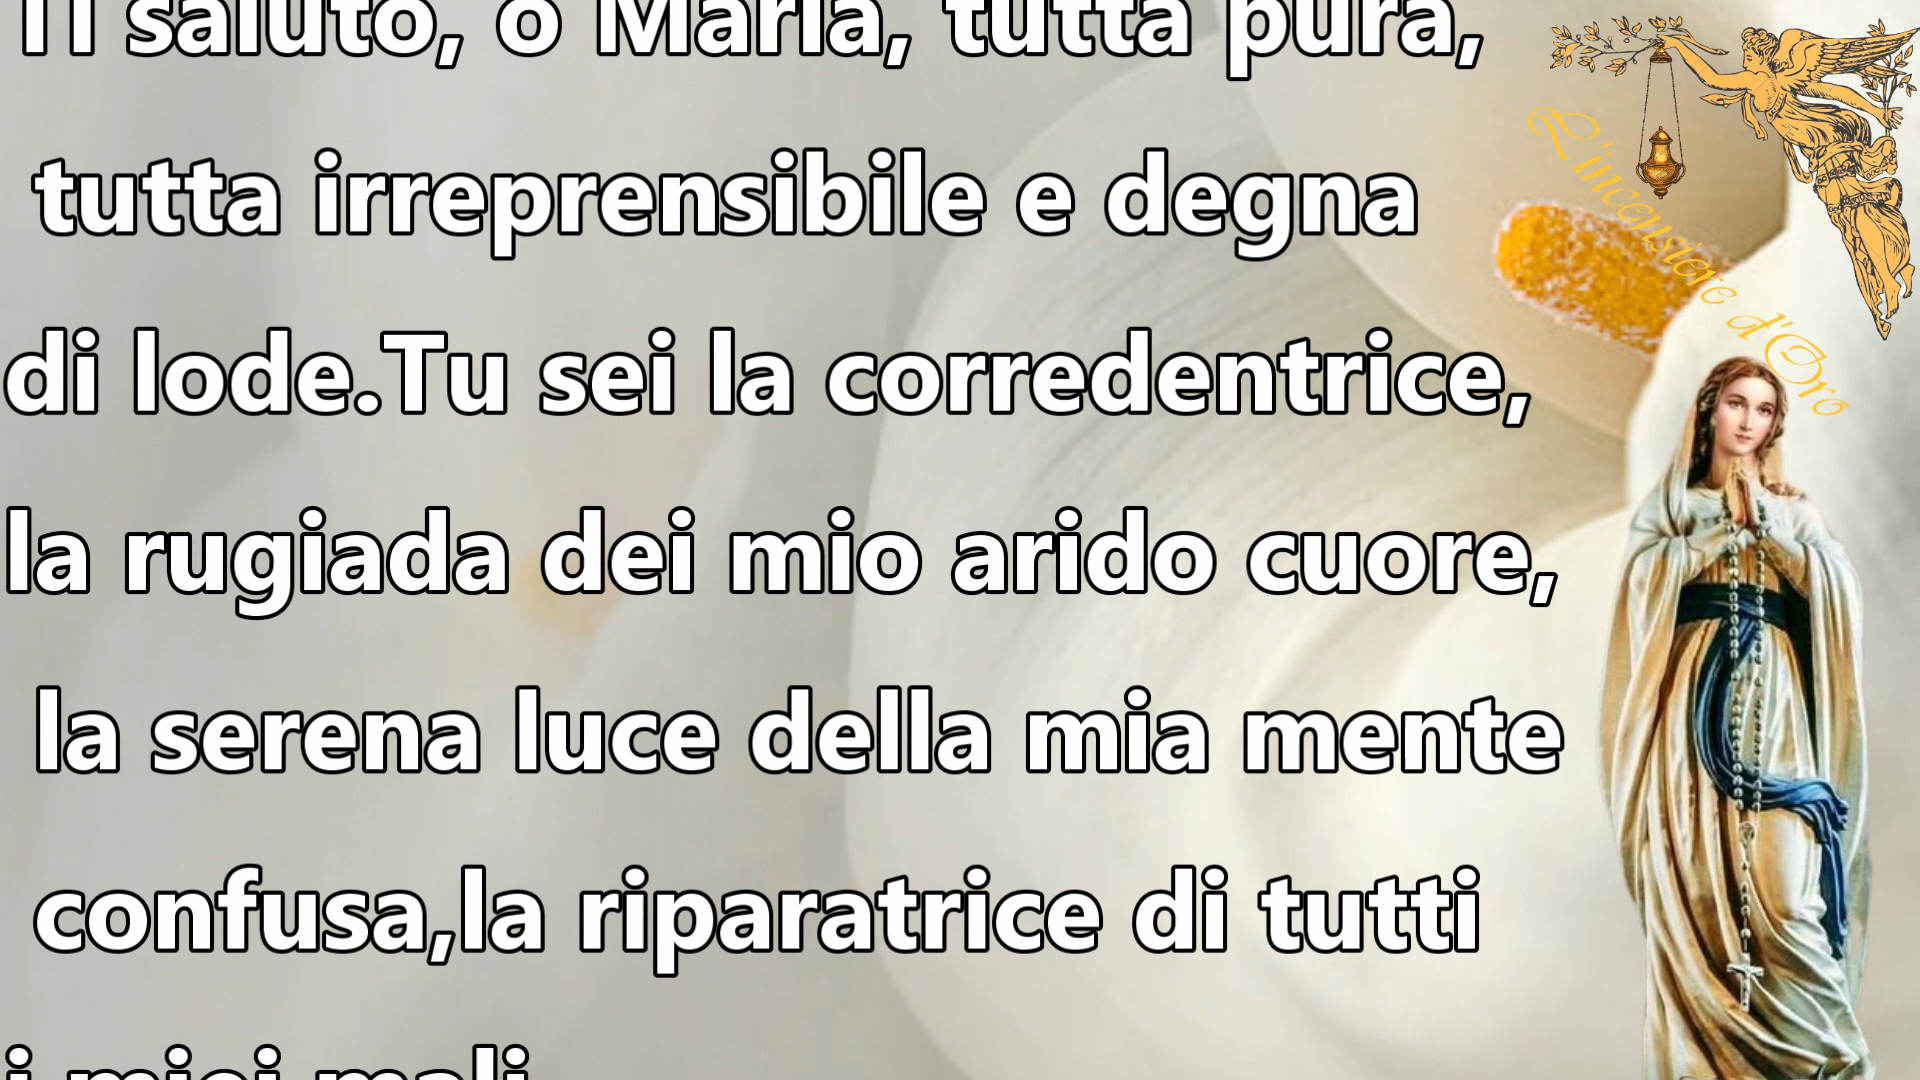 Ti saluto, o Maria, tutta pura,
tutta irreprensibile e degna
di lode.Tu sei la corredentrice,
la rugiada dei mio arido cuore,
la serena luce della mia mente
confusa,la riparatrice di tutti
i miei mali
L'incensiere d'Oro